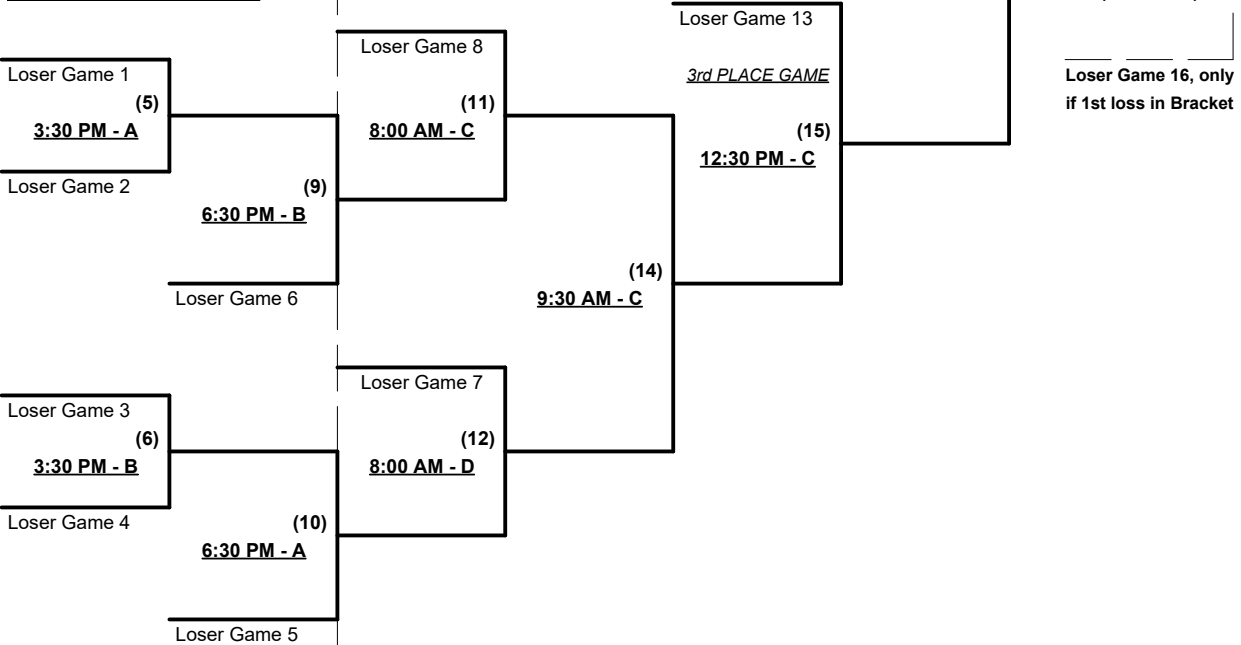 Loser Game 13
Loser Game 8
Loser Game 1
3rd PLACE GAME
Loser Game 16, only
if 1st loss in Bracket
(5)
(11)
3:30 PM - A
8:00 AM - C
(15)
12:30 PM - C
Loser Game 2
(9)
6:30 PM - B
(14)
Loser Game 6
9:30 AM - C
Loser Game 7
Loser Game 3
(6)
(12)
3:30 PM - B
8:00 AM - D
Loser Game 4
(10)
6:30 PM - A
Loser Game 5